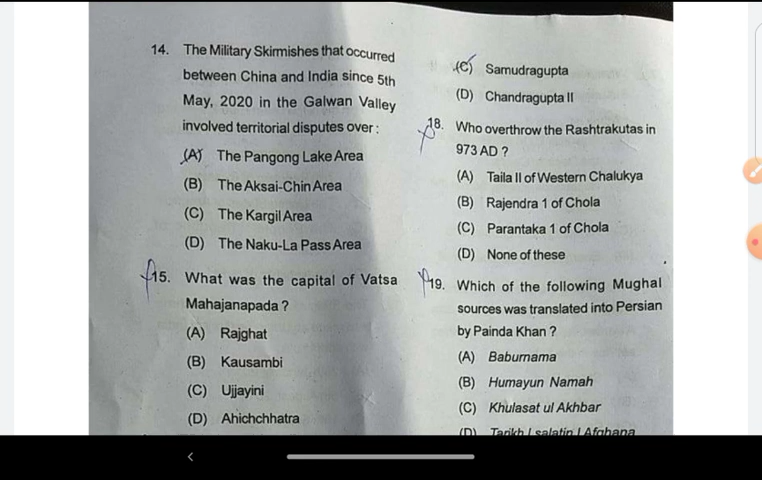 14. The Military Skirmishes that occurred
between China and India since 5th
May, 2020 in the Galwan Valley
involved territorial disputes over :
(A) The Pangong Lake Area
(B) The Aksai-Chin Area
(C) The Kargil Area
(D) The Naku-La Pass Area
15. What was the capital of Vatsa
Mahajanapada ?
(A) Rajghat
(B) Kausambi
(C) Ujjayini
(D) Ahichchhatra
(C) Samudragupta
(D) Chandragupta II
18. Who overthrow the Rashtrakutas in
973 AD ?
(A) Taila II of Western Chalukya
(B) Rajendra 1 of Chola
(C) Parantaka 1 of Chola
(D) None of these
19. Which of the following Mughal
sources was translated into Persian
by Painda Khan ?
(A) Baburnama
(B) Humayun Namah
(C) Khulasat ul Akhbar
(D) Tarikh I salatin I Afghana